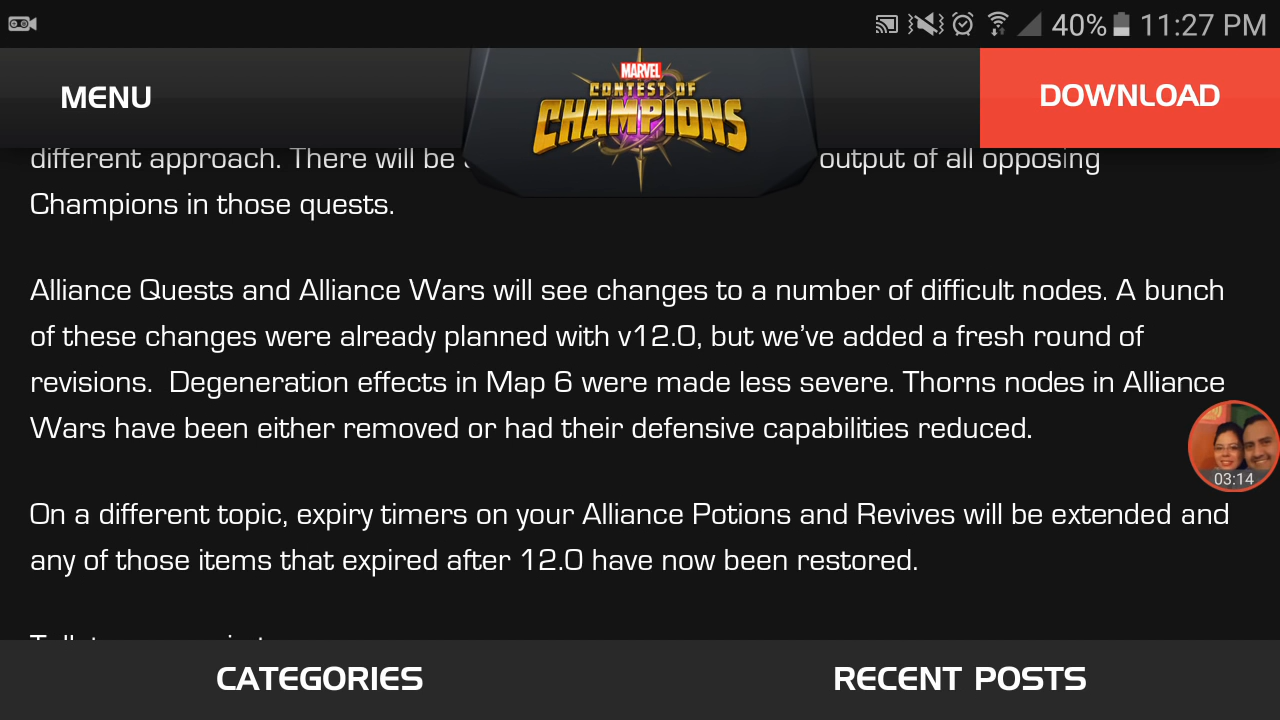 40% 11:27 PM
MENU
MARVEL
CONTEST OF
CHAMPIONS
DOWNLOAD
different approach. There will be output of all opposing
Champions in those quests.
Alliance Quests and Alliance Wars will see changes to a number of difficult nodes. A bunch
of these changes were already planned with v12.0, but we’ve added a fresh round of
revisions.  Degeneration effects in Map 6 were made less severe. Thorns nodes in Alliance
Wars have been either removed or had their defensive capabilities reduced.
03:14
On a different topic, expiry timers on your Alliance Potions and Revives will be extended and
any of those items that expired after 12.0 have now been restored.
CATEGORIES
RECENT POSTS